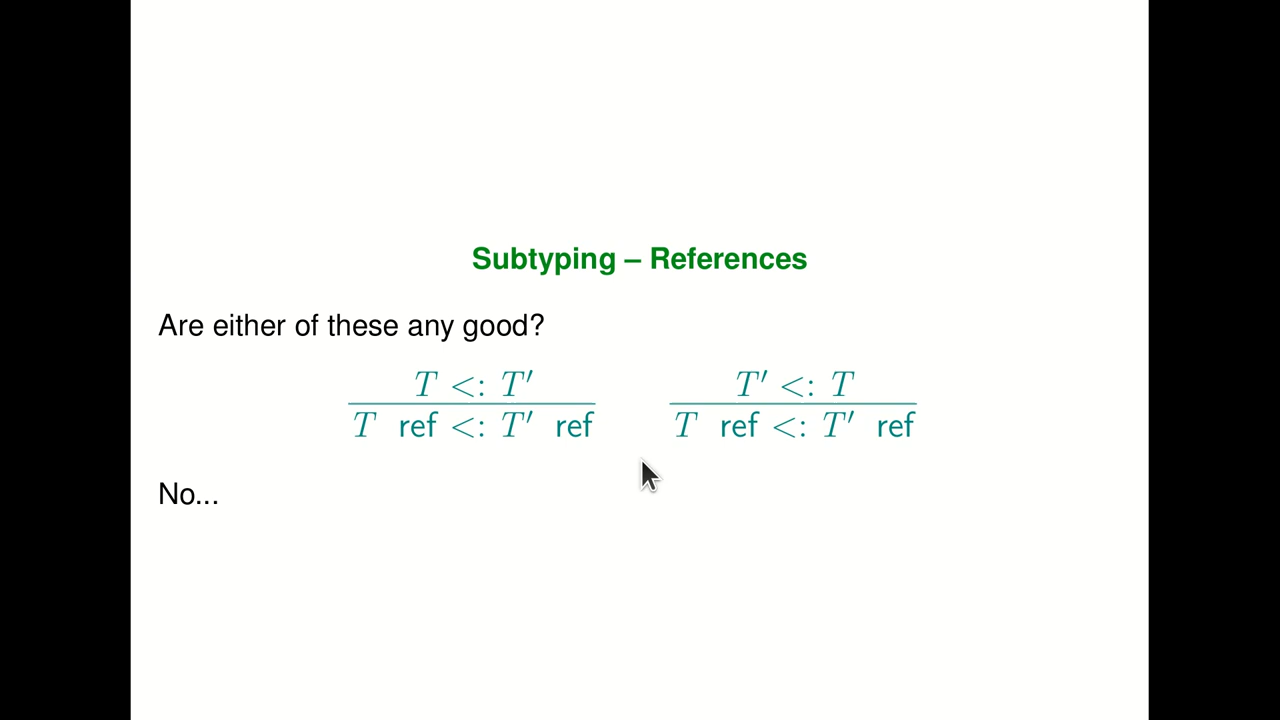 Subtyping – References
Are either of these any good?
T <: T′ T′ <: T
T ref <: T′ ref T ref <: T′ ref
No...